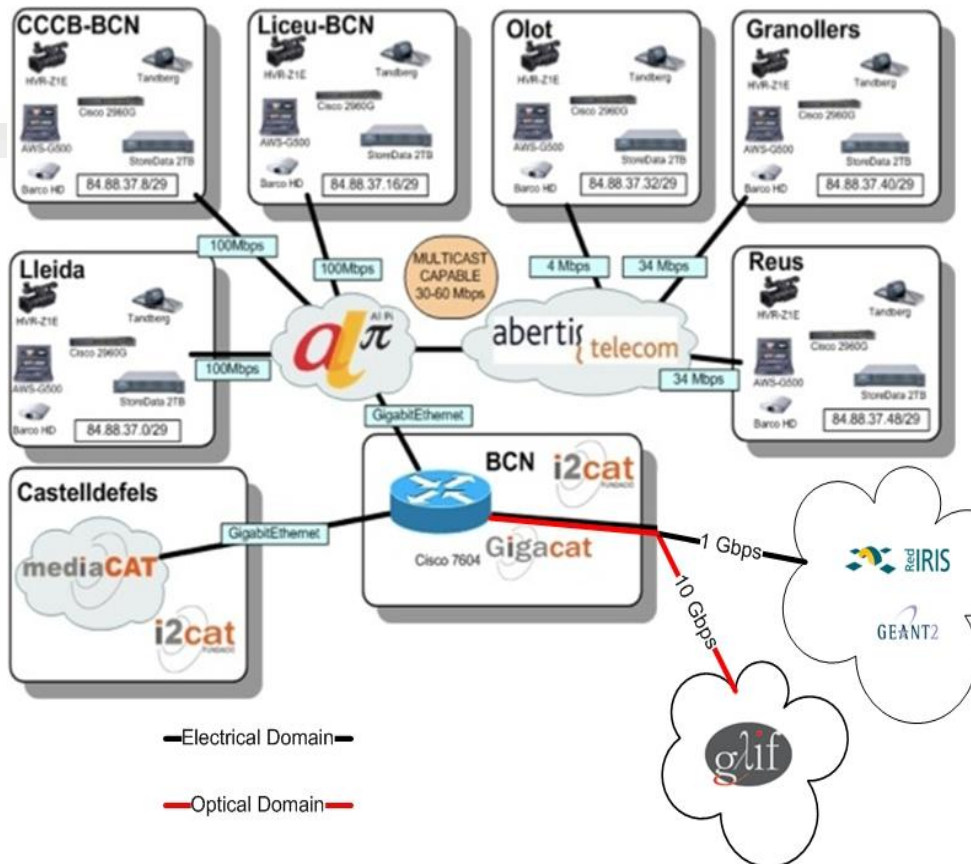 CCCB-BCN
HVR-Z1E
Tandberg
Cisco 2960G
AWS-G500
StoreData 2TB
Barco HD
84.88.37.8/29
Liceu-BCN
HVR-Z1E
Tandberg
Cisco 2960G
AWS-G500
StoreData 2TB
Barco HD
84.88.37.16/29
Olot
HVR-Z1E
Tandberg
Cisco 2960G
AWS-G500
StoreData 2TB
Barco HD
84.88.37.32/29
Granollers
HVR-Z1E
Tandberg
Cisco 2960G
AWS-G500
StoreData 2TB
Barco HD
84.88.37.40/29
100Mbps
100Mbps
MULTICAST
CAPABLE
30-60 Mbps
4 Mbps
34 Mbps
Lleida
HVR-Z1E
Tandberg
Cisco 2960G
AWS-G500
StoreData 2TB
Barco HD
84.88.37.0/29
100Mbps
al
π
Al Pi
abertis
telecom
34 Mbps
Reus
HVR-Z1E
Tandberg
Cisco 2960G
AWS-G500
StoreData 2TB
Barco HD
84.88.37.48/29
GigabitEthernet
BCN
i2cat
FUNDACIÓ
Gigacat
Cisco 7604
Castelldefels
GigabitEthernet
mediaCAT
i2cat
FUNDACIÓ
1 Gbps
10 Gbps
Red
IRIS
GEANT2
glif
Electrical Domain
Optical Domain